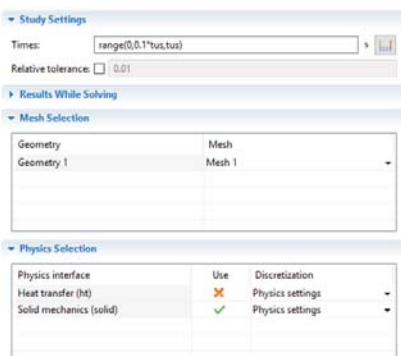 Study Settings
Times: range(0,0.1*tus,tus) s
Relative tolerance: 0.01
Results While Solving
Mesh Selection
Geometry Mesh
Geometry 1 Mesh 1
Physics Selection
Physics interface Use Discretization
Heat transfer (ht) Physics settings
Solid mechanics (solid) Physics settings